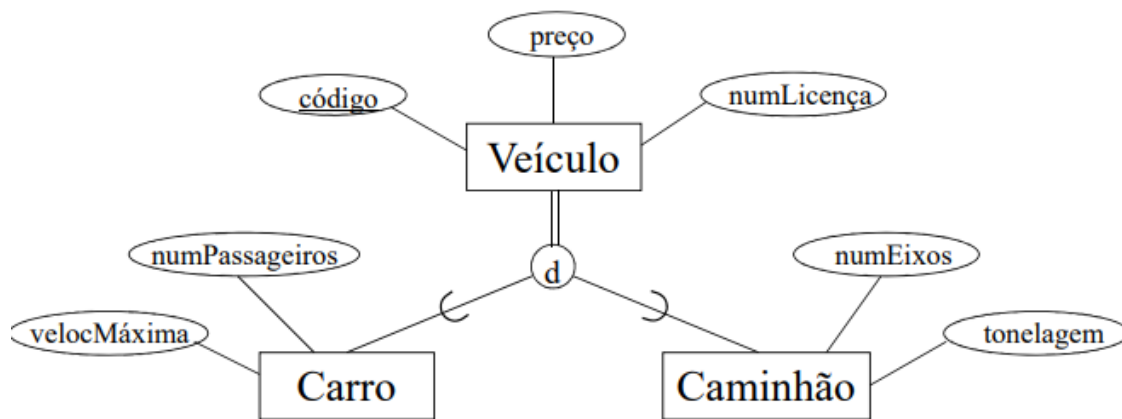 preço
código
numLicença
Veículo
numPassageiros
d
numEixos
velocMáxima
tonelagem
Carro
Caminhão